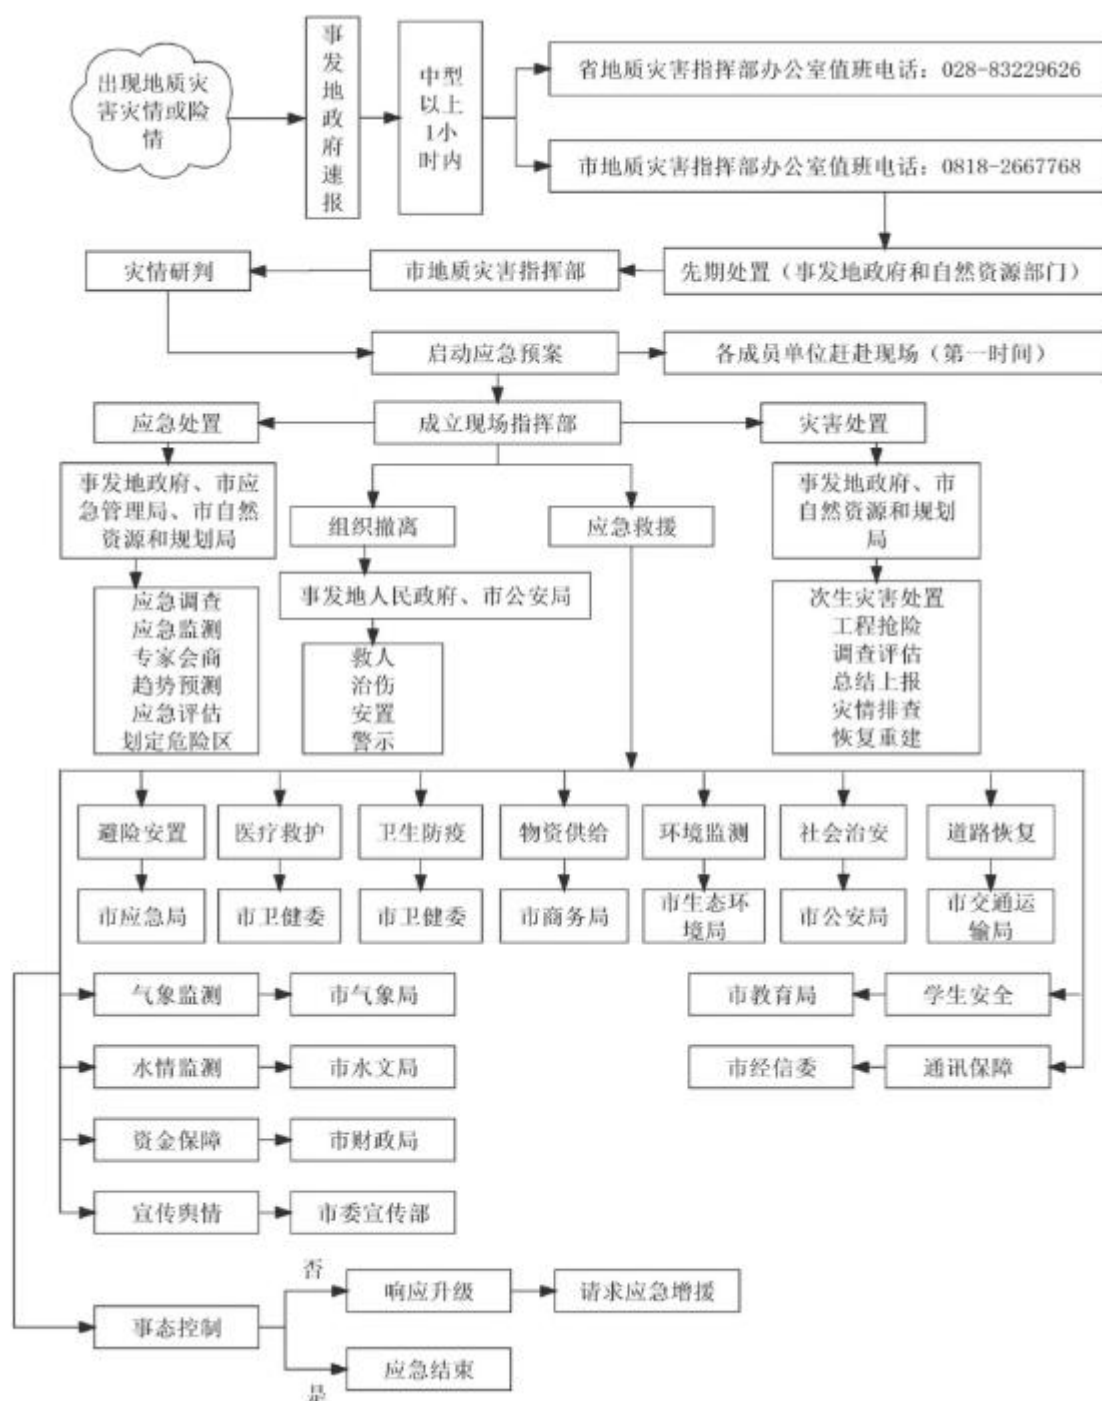 出现地质灾
害灾情或险
情
事
发
地
政
府
速
报
中型
以上
1小
时内
省地质灾害指挥部办公室值班电话：028-83229626
市地质灾害指挥部办公室值班电话：0818-2667768
灾情研判
市地质灾害指挥部
先期处置（事发地政府和自然资源部门）
启动应急预案
各成员单位赶赴现场（第一时间）
应急处置
成立现场指挥部
灾害处置
事发地政府、市应
急管理局、市自然
资源和规划局
组织撤离
应急救援
事发地政府、市
自然资源和规划
局
应急调查
应急监测
专家会商
趋势预测
应急评估
划定危险区
事发地人民政府、市公安局
救人
治伤
安置
警示
次生灾害处置
工程抢险
调查评估
总结上报
灾情排查
恢复重建
避险安置
医疗救护
卫生防疫
物资供给
环境监测
社会治安
道路恢复
市应急局
市卫健委
市卫健委
市商务局
市生态环
境局
市公安局
市交通运
输局
气象监测
市气象局
市教育局
学生安全
水情监测
市水文局
市经信委
通讯保障
资金保障
市财政局
宣传舆情
市委宣传部
否
响应升级
请求应急增援
事态控制
应急结束
是